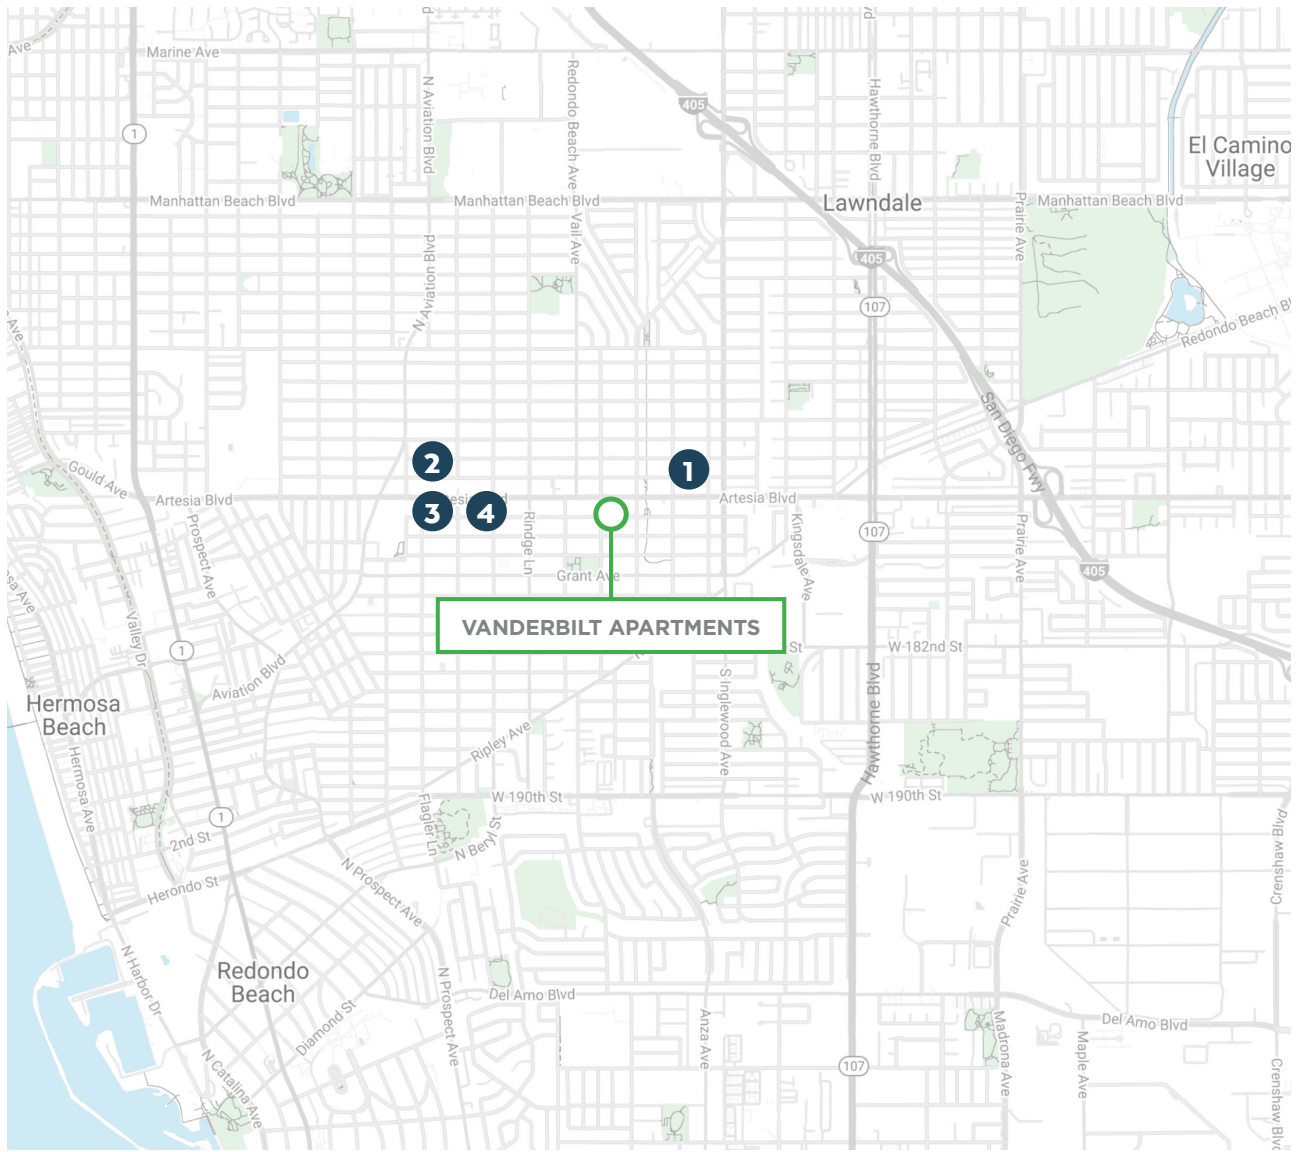 Ave
Marine Ave
1
N Aviation Blvd
Redondo Beach Ave
405
Hawthorne Blvd
El Camino
Village
Manhattan Beach Blvd
Manhattan Beach Blvd
Lawndale
Prairie Ave
Manhattan Beach Blvd
Vail Ave
N Aviation Blvd
405
107
Redondo Beach Bl
San Diego Fwy
2
1
Gould Ave
Artesia Blvd
3
4
Artesia Blvd
Prospect Ave
Rindge Ln
Kingsdale Ave
107
Prairie Ave
Grant Ave
405
Valley Dr
VANDERBILT APARTMENTS
1
St
W 182nd St
Aviation Blvd
S Inglewood Ave
Hawthorne Blvd
Hermosa
Beach
Hermosa Ave
Ripley Ave
W 190th St
W 190th St
Flagler Ln
N Beryl St
1
2nd St
Herondo St
N Prospect Ave
Crenshaw Blvd
Prairie Ave
N Harbor Dr
Redondo
Beach
N Prospect Ave
Del Amo Blvd
Diamond St
Anza Ave
Madrona Ave
Maple Ave
Del Amo Blvd
N Catalina Ave
107
Crenshaw Blv